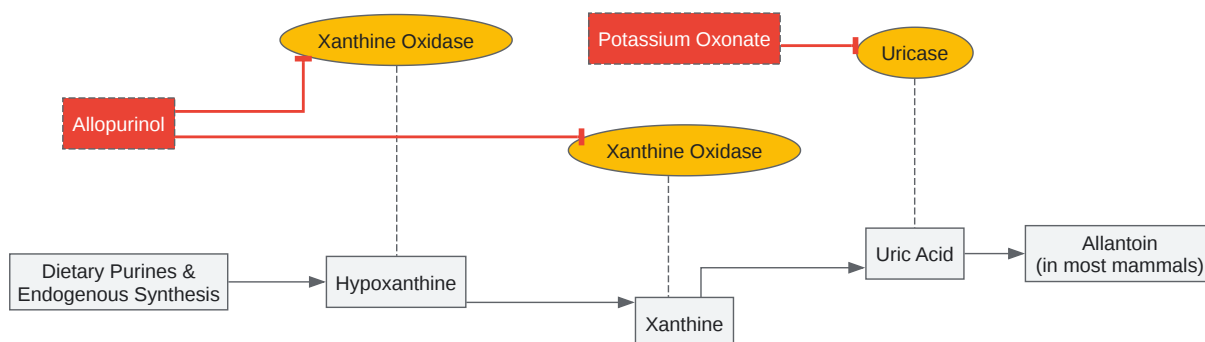 Xanthine Oxidase
Potassium Oxonate
Uricase
Allopurinol
Xanthine Oxidase
Dietary Purines &
Endogenous Synthesis
Hypoxanthine
Xanthine
Uric Acid
Allantoin
(in most mammals)